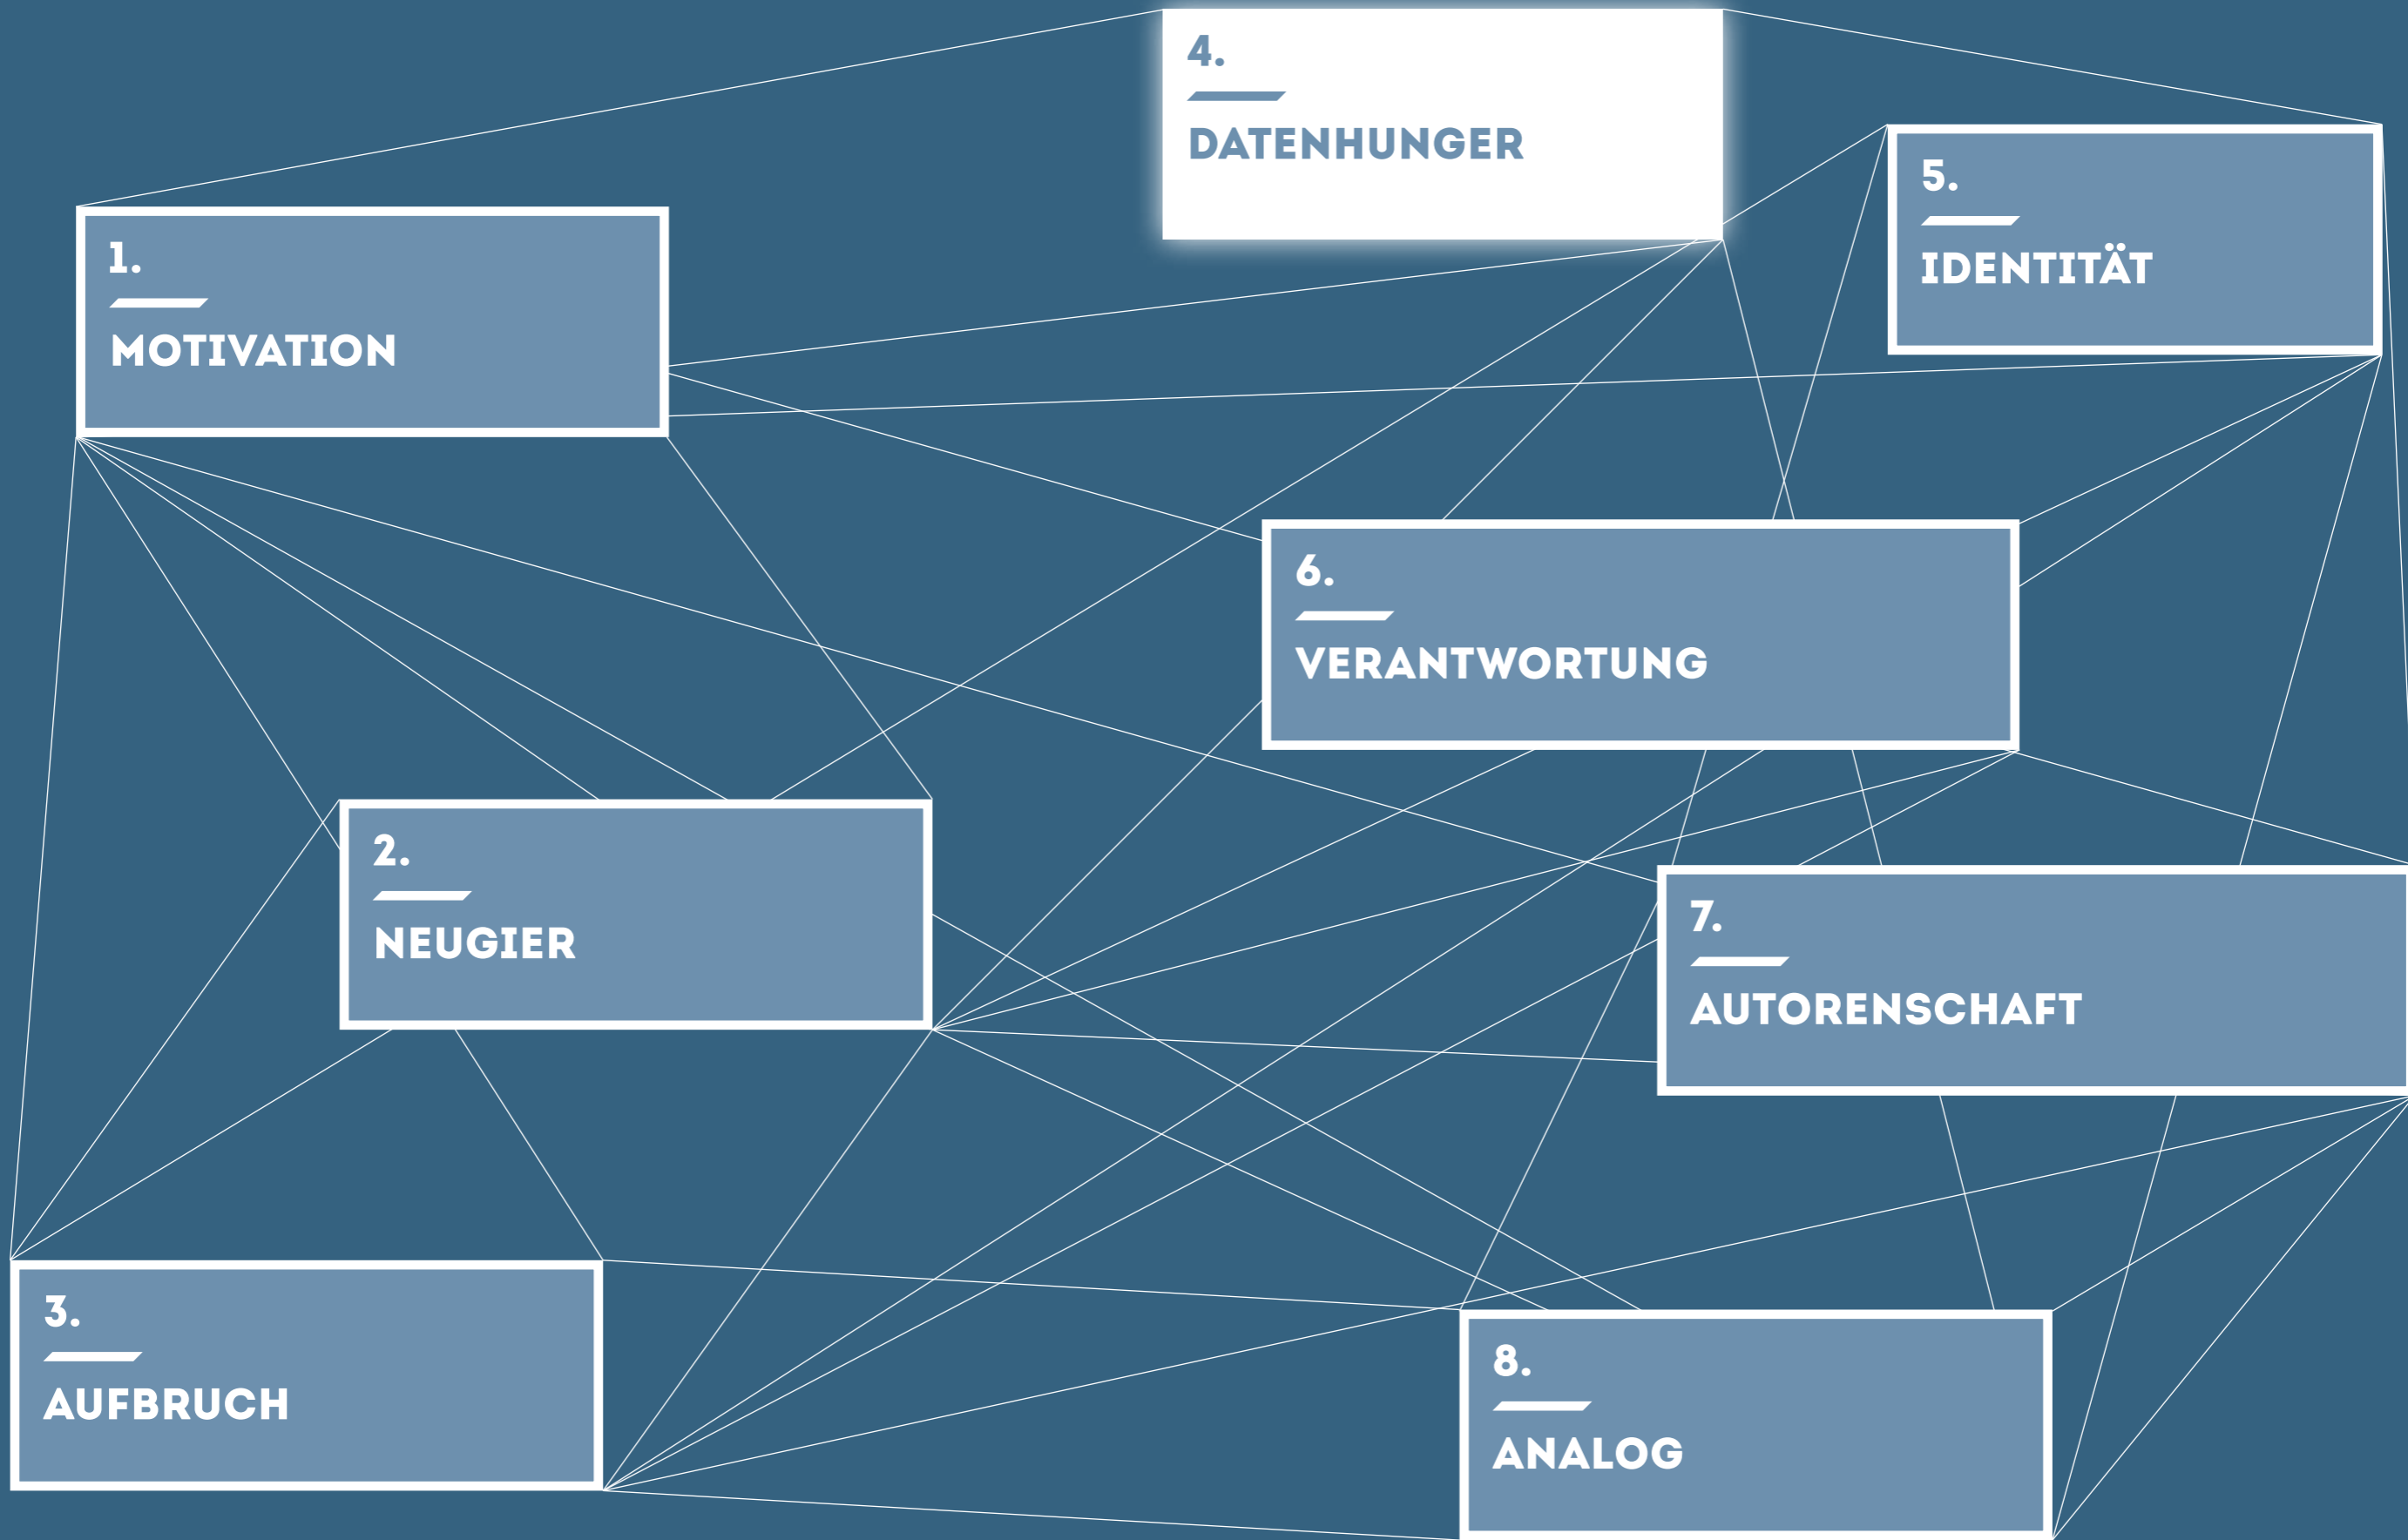 1.
MOTIVATION
2.
NEUGIER
3.
AUFBRUCH
4.
DATENHUNGER
5.
IDENTITÄT
6.
VERANTWORTUNG
7.
AUTORENSCHAFT
8.
ANALOG